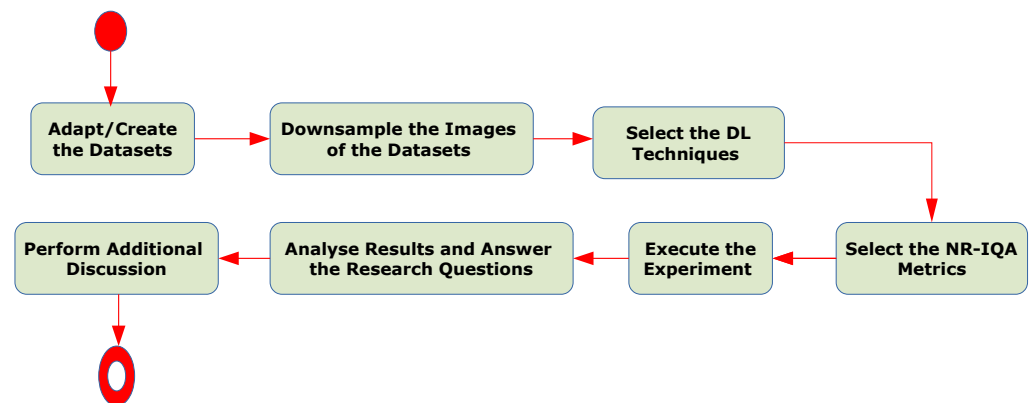 Adapt/Create
the Datasets
Downsample the Images
of the Datasets
Select the DL
Techniques
Select the NR-IQA
Metrics
Execute the
Experiment
Analyse Results and Answer
the Research Questions
Perform Additional
Discussion